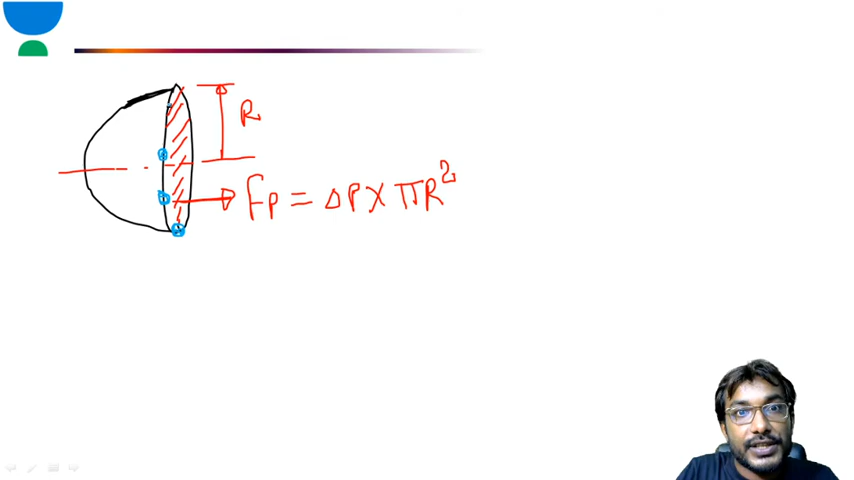 R
Fp = ΔP × πR²